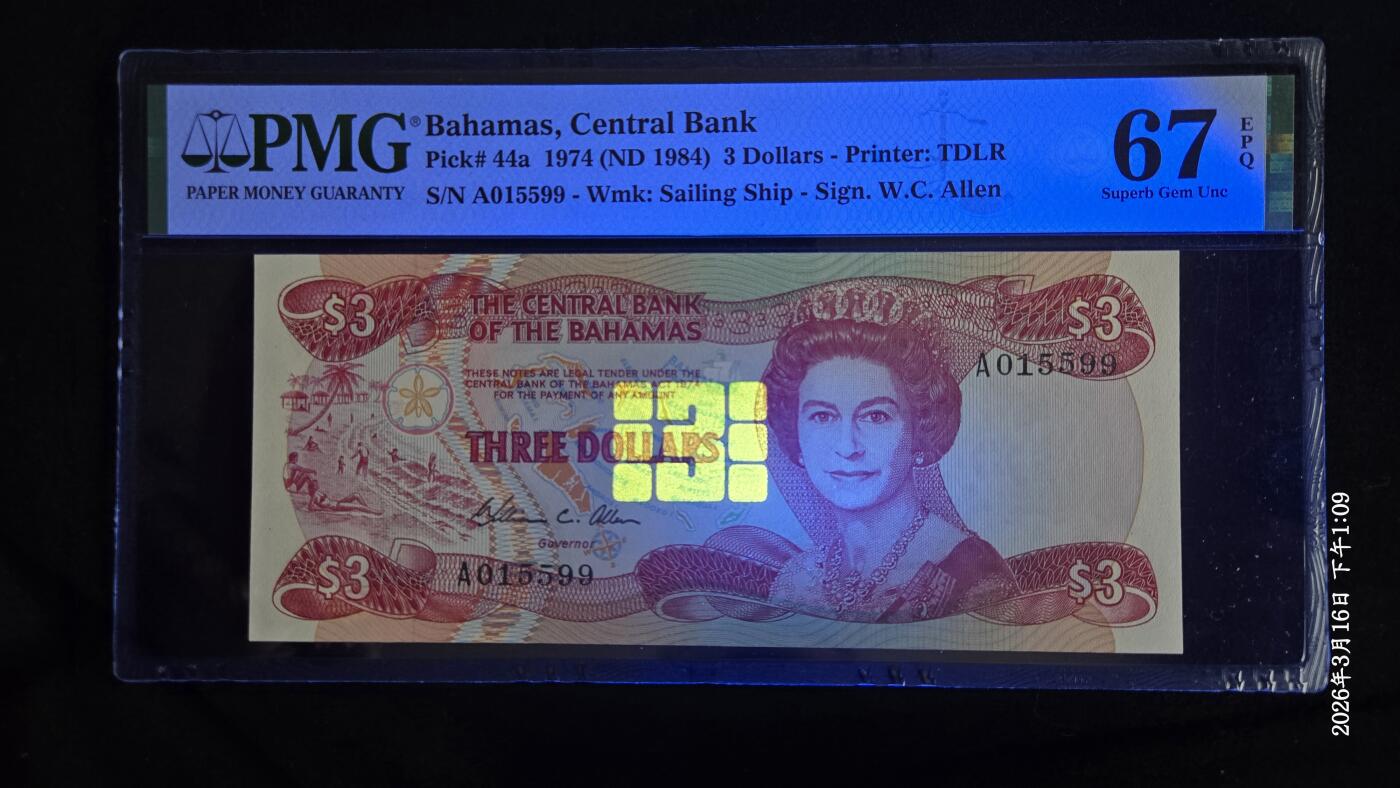 PMG®
PAPER MONEY GUARANTY
Bahamas, Central Bank
Pick# 44a 1974 (ND 1984) 3 Dollars - Printer: TDLR
S/N A015599 - Wmk: Sailing Ship - Sign. W.C. Allen
67
Superb Gem Unc
EPQ
$3
THE CENTRAL BANK
OF THE BAHAMAS
$3
A015599
THESE NOTES ARE LEGAL TENDER UNDER THE
CENTRAL BANK OF THE BAHAMAS ACT 1974
FOR THE PAYMENT OF ANY AMOUNT
3
THREE DOLLARS
William C. Allen
Governor
A015599
$3
$3
2026年3月16日 下午1:09